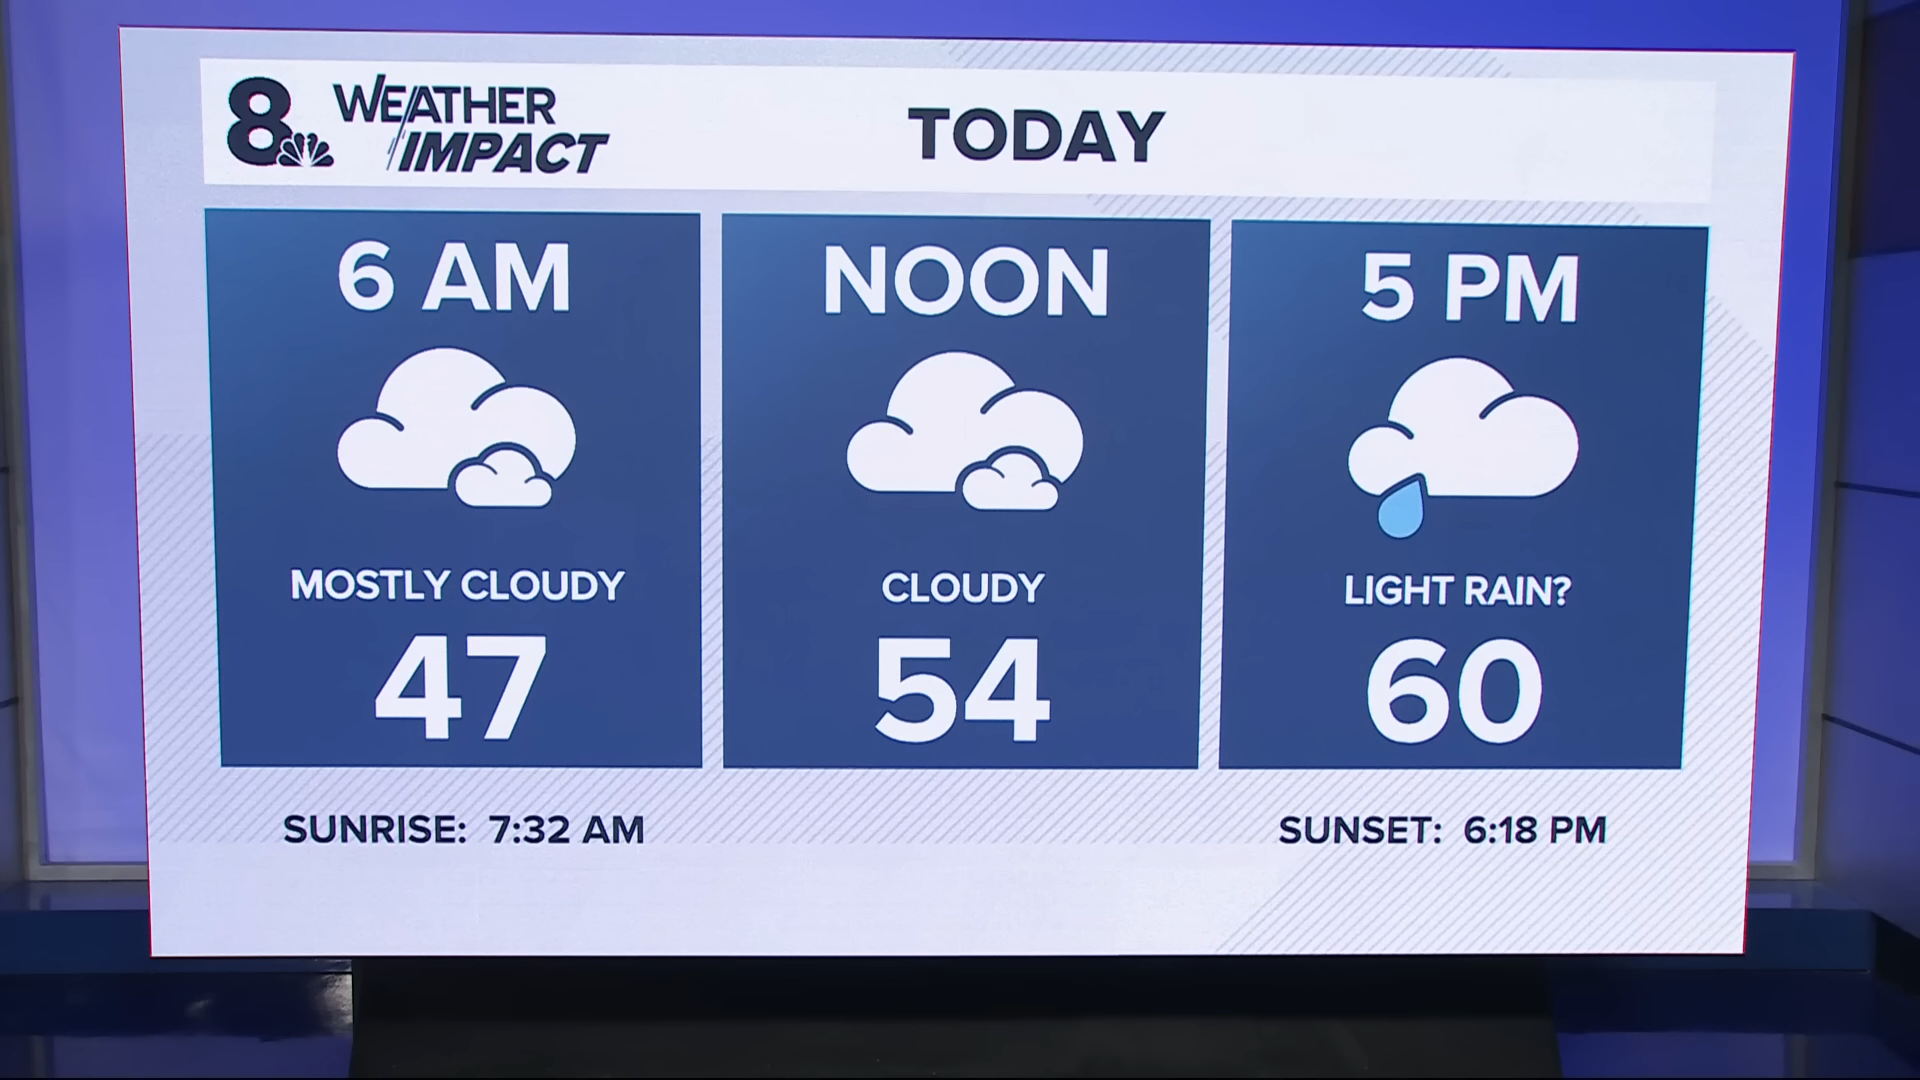 8 WEATHER
IMPACT
TODAY
6 AM
MOSTLY CLOUDY
47
NOON
CLOUDY
54
5 PM
LIGHT RAIN?
60
SUNRISE: 7:32 AM
SUNSET: 6:18 PM